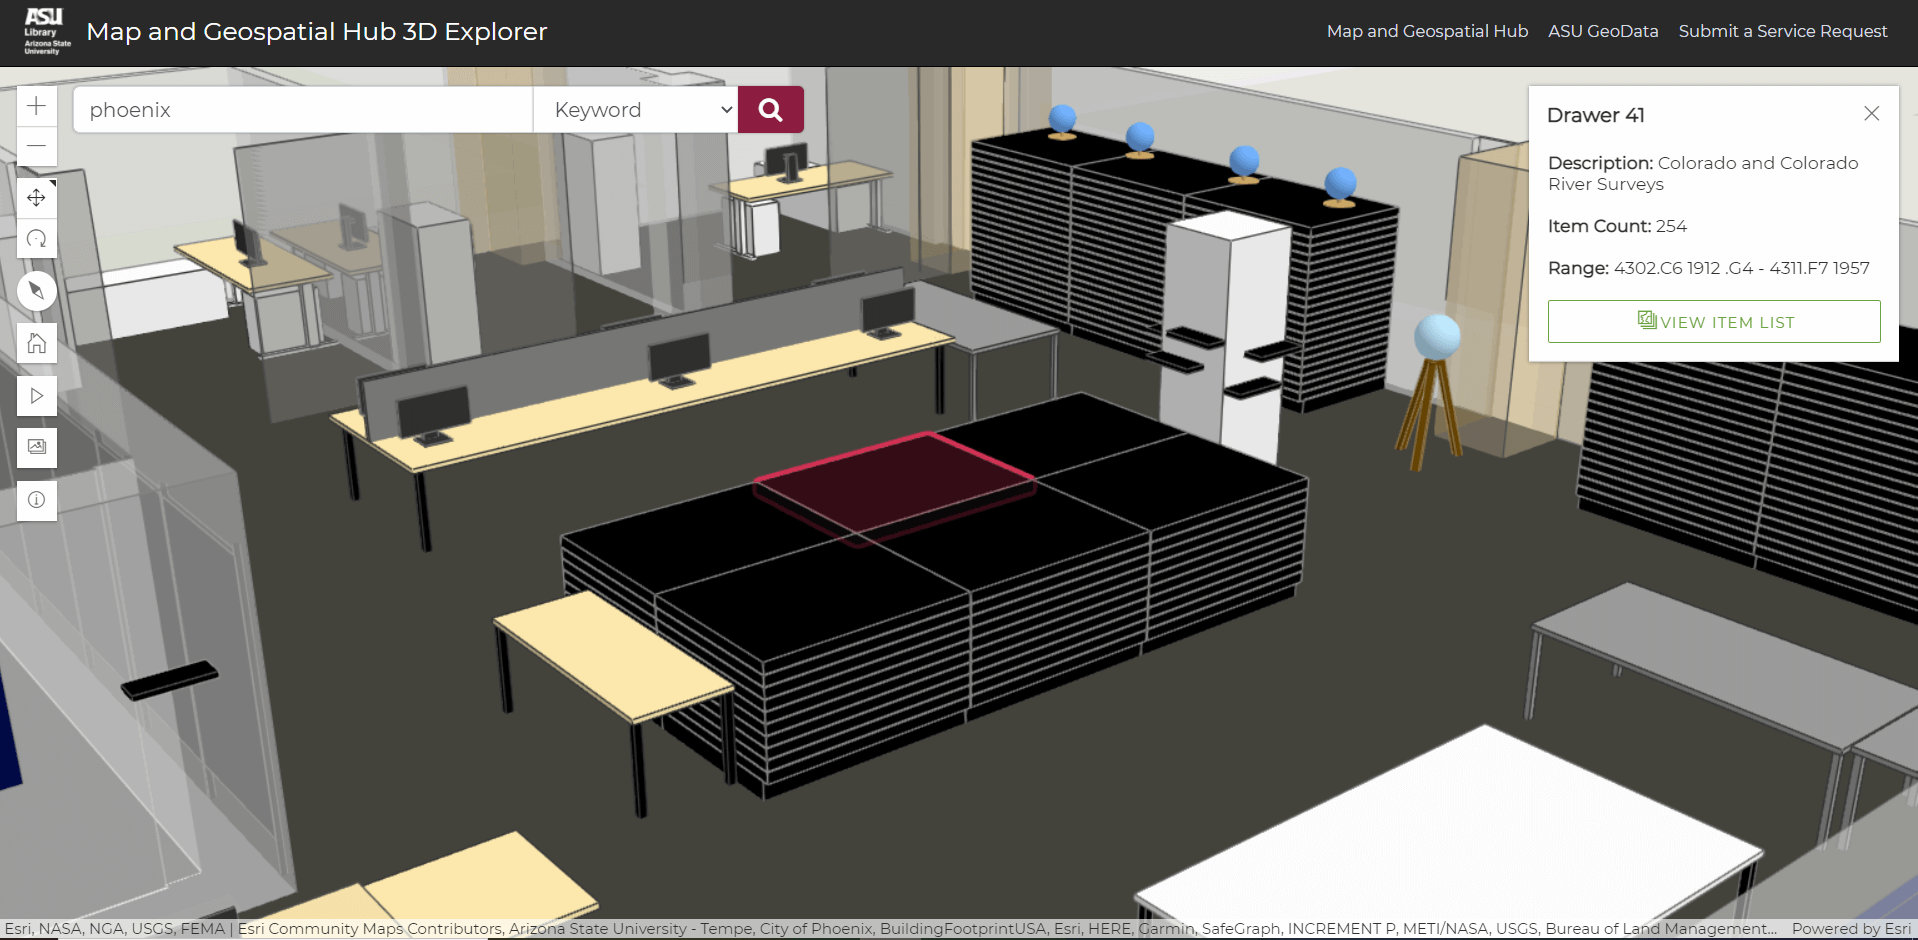 ASU
Library
Arizona State
University
Map and Geospatial Hub 3D Explorer
Map and Geospatial Hub
ASU GeoData
Submit a Service Request
phoenix
Keyword
Drawer 41
Description: Colorado and Colorado
River Surveys
Item Count: 254
Range: 4302.C6 1912 .G4 - 4311.F7 1957
VIEW ITEM LIST
Esri, NASA, NGA, USGS, FEMA | Esri Community Maps Contributors, Arizona State University - Tempe, City of Phoenix, BuildingFootprintUSA, Esri, HERE, Garmin, SafeGraph, INCREMENT P, METI/NASA, USGS, Bureau of Land Management...
Powered by Esri